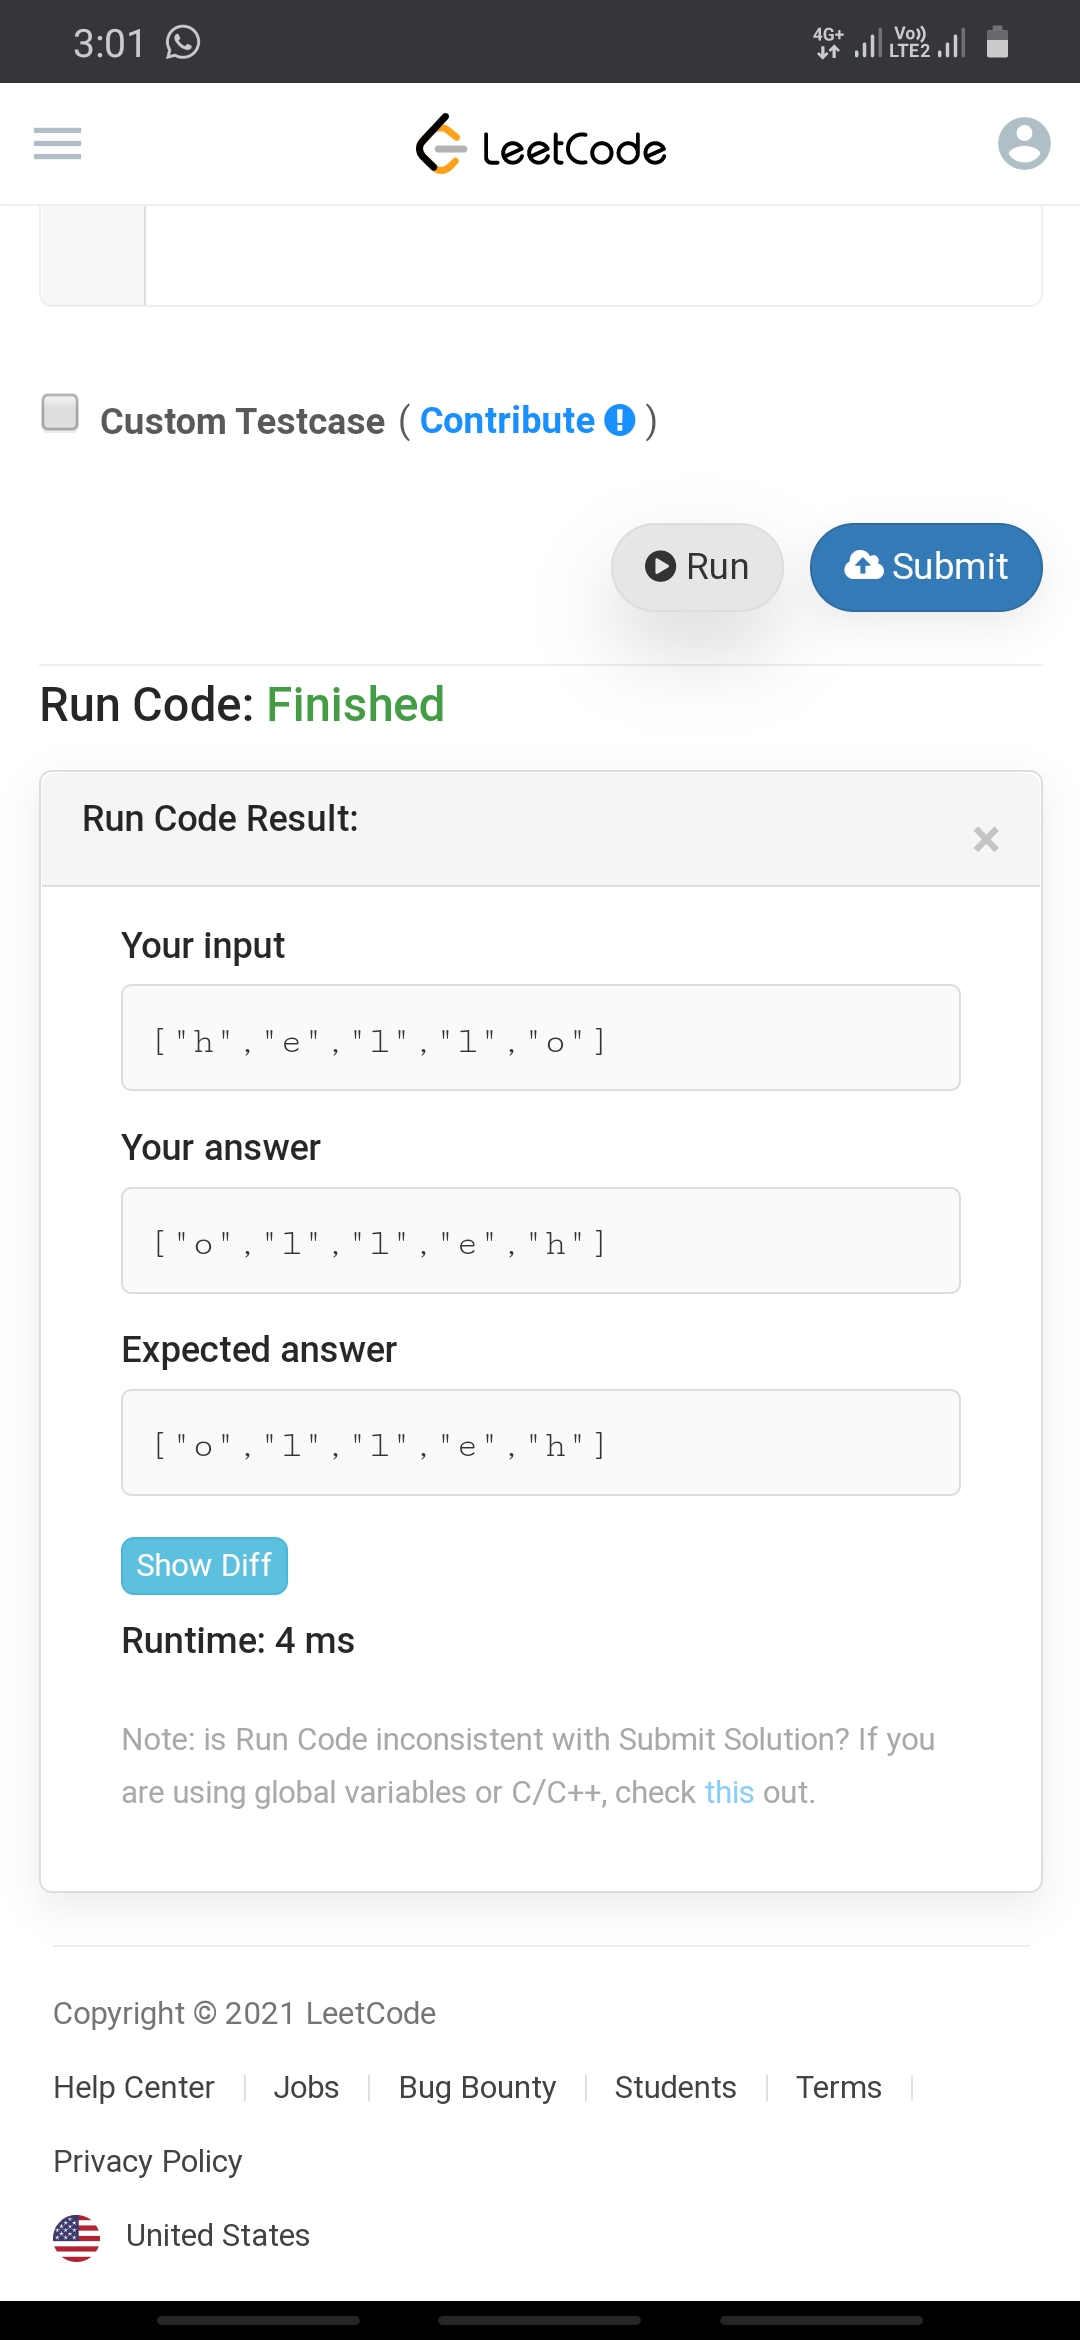 3:01 4G+ Vo)) LTE2
LeetCode
Custom Testcase ( Contribute )
Run Submit
Run Code: Finished
Run Code Result:
×
Your input
["h","e","l","l","o"]
Your answer
["o","l","l","e","h"]
Expected answer
["o","l","l","e","h"]
Show Diff
Runtime: 4 ms
Note: is Run Code inconsistent with Submit Solution? If you
are using global variables or C/C++, check this out.
Copyright © 2021 LeetCode
Help Center | Jobs | Bug Bounty | Students | Terms |
Privacy Policy
United States